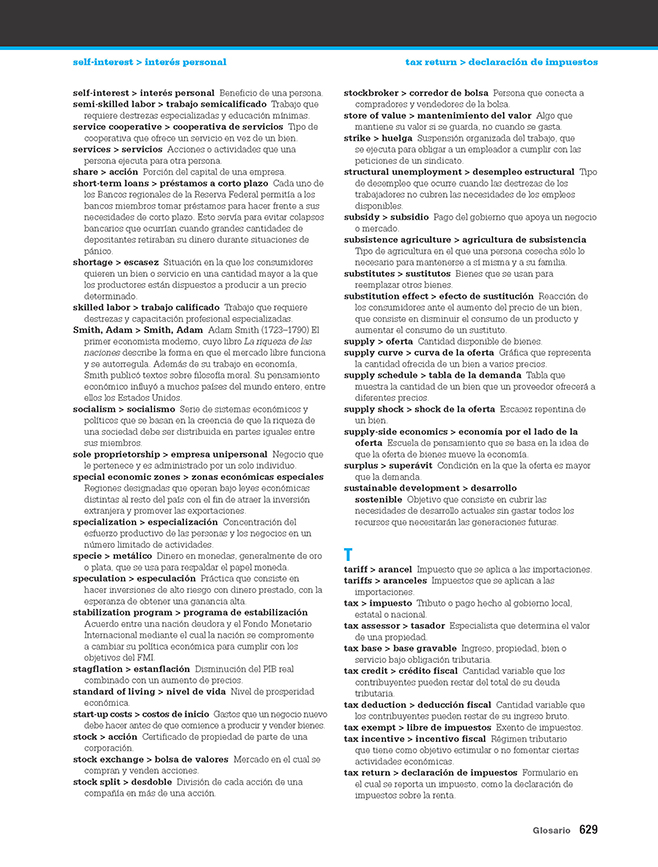 self-interest > interés personal
tax return > declaración de impuestos
self-interest > interés personal Beneficio de una persona.
semi-skilled labor > trabajo semicalificado Trabajo que
requiere destrezas especializadas y educación mínimas.
service cooperative > cooperativa de servicios Tipo de
cooperativa que ofrece un servicio en vez de un bien.
services > servicios Acciones o actividades que una
persona ejecuta para otra persona.
share > acción Porción del capital de una empresa.
short-term loans > préstamos a corto plazo Cada uno de
los Bancos regionales de la Reserva Federal permitía a los
bancos miembros tomar préstamos para hacer frente a sus
necesidades de corto plazo. Esto servía para evitar colapsos
bancarios que ocurrían cuando grandes cantidades de
depositantes retiraban su dinero durante situaciones de
pánico.
shortage > escasez Situación en la que los consumidores
quieren un bien o servicio en una cantidad mayor a la que
los productores están dispuestos a producir a un precio
determinado.
skilled labor > trabajo calificado Trabajo que requiere
destrezas y capacitación profesional especializadas.
Smith, Adam > Smith, Adam Adam Smith (1723–1790) El
primer economista moderno, cuyo libro La riqueza de las
naciones describe la forma en que el mercado libre funciona
y se autorregula. Además de su trabajo en economía,
Smith publicó textos sobre filosofía moral. Su pensamiento
económico influyó a muchos países del mundo entero, entre
ellos los Estados Unidos.
socialism > socialismo Serie de sistemas económicos y
políticos que se basan en la creencia de que la riqueza de
una sociedad debe ser distribuida en partes iguales entre
sus miembros.
sole proprietorship > empresa unipersonal Negocio que
le pertenece y es administrado por un solo individuo.
special economic zones > zonas económicas especiales
Regiones designadas que operan bajo leyes económicas
distintas al resto del país con el fin de atraer la inversión
extranjera y promover las exportaciones.
specialization > especialización Concentración del
esfuerzo productivo de las personas y los negocios en un
número limitado de actividades.
specie > metálico Dinero en monedas, generalmente de oro
o plata, que se usa para respaldar el papel moneda.
speculation > especulación Práctica que consiste en
hacer inversiones de alto riesgo con dinero prestado, con la
esperanza de obtener una ganancia alta.
stabilization program > programa de estabilización
Acuerdo entre una nación deudora y el Fondo Monetario
Internacional mediante el cual la nación se compromete
a cambiar su política económica para cumplir con los
objetivos del FMI.
stagflation > estanflación Disminución del PIB real
combinado con un aumento de precios.
standard of living > nivel de vida Nivel de prosperidad
económica.
start-up costs > costos de inicio Gastos que un negocio nuevo
debe hacer antes de que comience a producir y vender bienes.
stock > acción Certificado de propiedad de parte de una
corporación.
stock exchange > bolsa de valores Mercado en el cual se
compran y venden acciones.
stock split > desdoble División de cada acción de una
compañía en más de una acción.
stockbroker > corredor de bolsa Persona que conecta a
compradores y vendedores de la bolsa.
store of value > mantenimiento del valor Algo que
mantiene su valor si se guarda, no cuando se gasta.
strike > huelga Suspensión organizada del trabajo, que
se ejecuta para obligar a un empleador a cumplir con las
peticiones de un sindicato.
structural unemployment > desempleo estructural Tipo
de desempleo que ocurre cuando las destrezas de los
trabajadores no cubren las necesidades de los empleos
disponibles.
subsidy > subsidio Pago del gobierno que apoya un negocio
o mercado.
subsistence agriculture > agricultura de subsistencia
Tipo de agricultura en el que una persona cosecha sólo lo
necesario para mantenerse a sí misma y a su familia.
substitutes > sustitutos Bienes que se usan para
reemplazar otros bienes.
substitution effect > efecto de sustitución Reacción de
los consumidores ante el aumento del precio de un bien,
que consiste en disminuir el consumo de un producto y
aumentar el consumo de un sustituto.
supply > oferta Cantidad disponible de bienes.
supply curve > curva de la oferta Gráfica que representa
la cantidad ofrecida de un bien a varios precios.
supply schedule > tabla de la demanda Tabla que
muestra la cantidad de un bien que un proveedor ofrecerá a
diferentes precios.
supply shock > shock de la oferta Escasez repentina de
un bien.
supply-side economics > economía por el lado de la
oferta Escuela de pensamiento que se basa en la idea de
que la oferta de bienes mueve la economía.
surplus > superávit Condición en la que la oferta es mayor
que la demanda.
sustainable development > desarrollo
sostenible Objetivo que consiste en cubrir las
necesidades de desarrollo actuales sin gastar todos los
recursos que necesitarán las generaciones futuras.
T
tariff > arancel Impuesto que se aplica a las importaciones.
tariffs > aranceles Impuestos que se aplican a las
importaciones.
tax > impuesto Tributo o pago hecho al gobierno local,
estatal o nacional.
tax assessor > tasador Especialista que determina el valor
de una propiedad.
tax base > base gravable Ingreso, propiedad, bien o
servicio bajo obligación tributaria.
tax credit > crédito fiscal Cantidad variable que los
contribuyentes pueden restar del total de su deuda
tributaria.
tax deduction > deducción fiscal Cantidad variable que
los contribuyentes pueden restar de su ingreso bruto.
tax exempt > libre de impuestos Exento de impuestos.
tax incentive > incentivo fiscal Régimen tributario
que tiene como objetivo estimular o no fomentar ciertas
actividades económicas.
tax return > declaración de impuestos Formulario en
el cual se reporta un impuesto, como la declaración de
impuestos sobre la renta.
Glosario 629